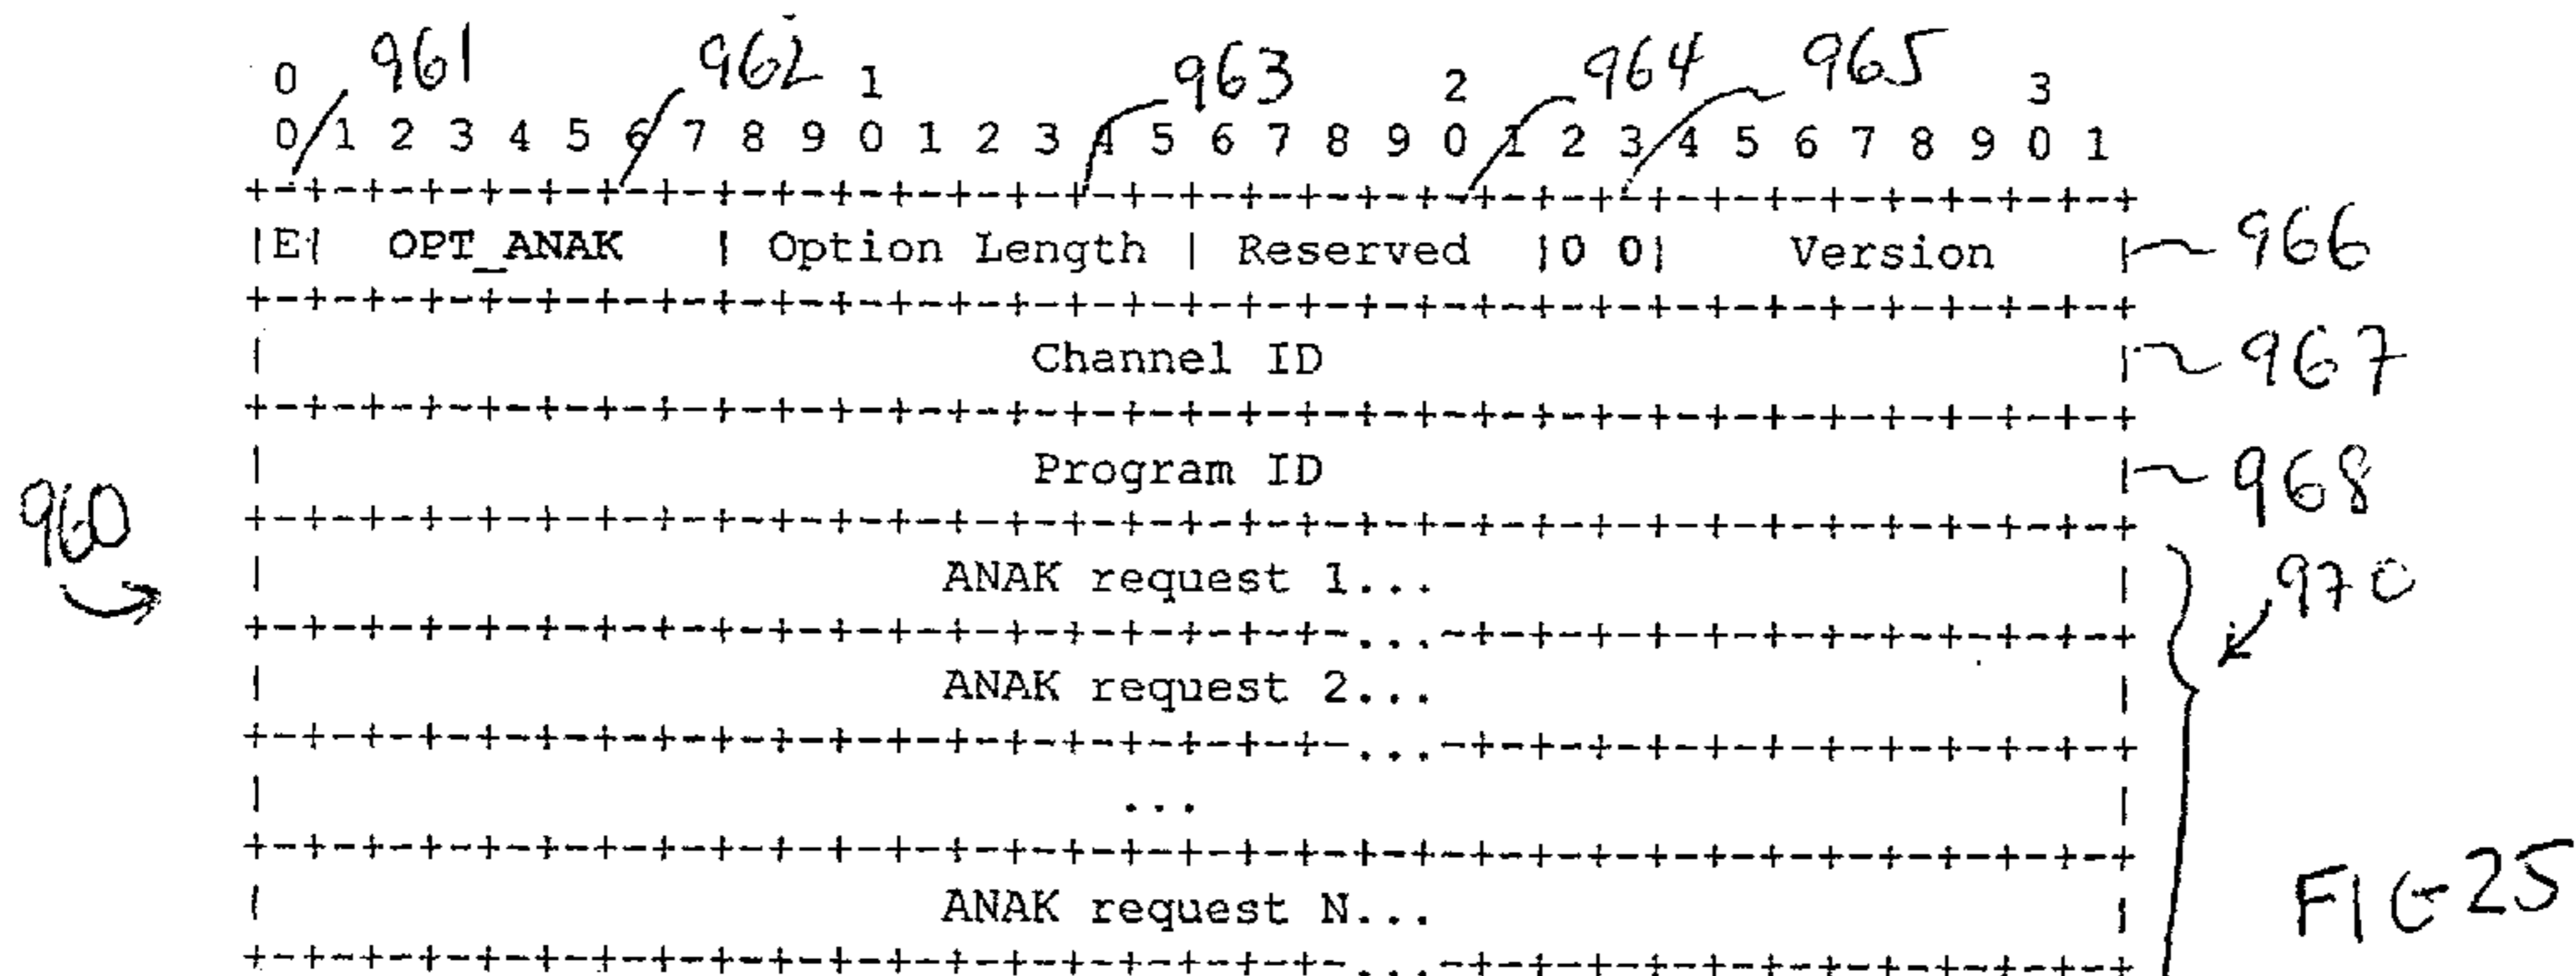 961 962 963 964 965
0 1 2 3
0 1 2 3 4 5 6 7 8 9 0 1 2 3 4 5 6 7 8 9 0 1 2 3 4 5 6 7 8 9 0 1
+-+-+-+-+-+-+-+-+-+-+-+-+-+-+-+-+-+-+-+-+-+-+-+-+-+-+-+-+-+-+-+-+
|E| OPT_ANAK | Option Length | Reserved |0 0| Version | 966
+-+-+-+-+-+-+-+-+-+-+-+-+-+-+-+-+-+-+-+-+-+-+-+-+-+-+-+-+-+-+-+-+
| Channel ID | 967
+-+-+-+-+-+-+-+-+-+-+-+-+-+-+-+-+-+-+-+-+-+-+-+-+-+-+-+-+-+-+-+-+
| Program ID | 968
960
+-+-+-+-+-+-+-+-+-+-+-+-+-+-+-+-+-+-+-+-+-+-+-+-+-+-+-+-+-+-+-+-+
| ANAK request 1... | 970
+-+-+-+-+-+-+-+-+-+-+-+-+-+-+-+-+-+-+-...-+-+-+-+-+-+-+-+-+-+-+-+
| ANAK request 2... |
+-+-+-+-+-+-+-+-+-+-+-+-+-+-+-+-+-+-+-...-+-+-+-+-+-+-+-+-+-+-+-+
| ... |
+-+-+-+-+-+-+-+-+-+-+-+-+-+-+-+-+-+-+-+-+-+-+-+-+-+-+-+-+-+-+-+-+
| ANAK request N... |
+-+-+-+-+-+-+-+-+-+-+-+-+-+-+-+-+-+-+-...-+-+-+-+-+-+-+-+-+-+-+-+
FIG 25